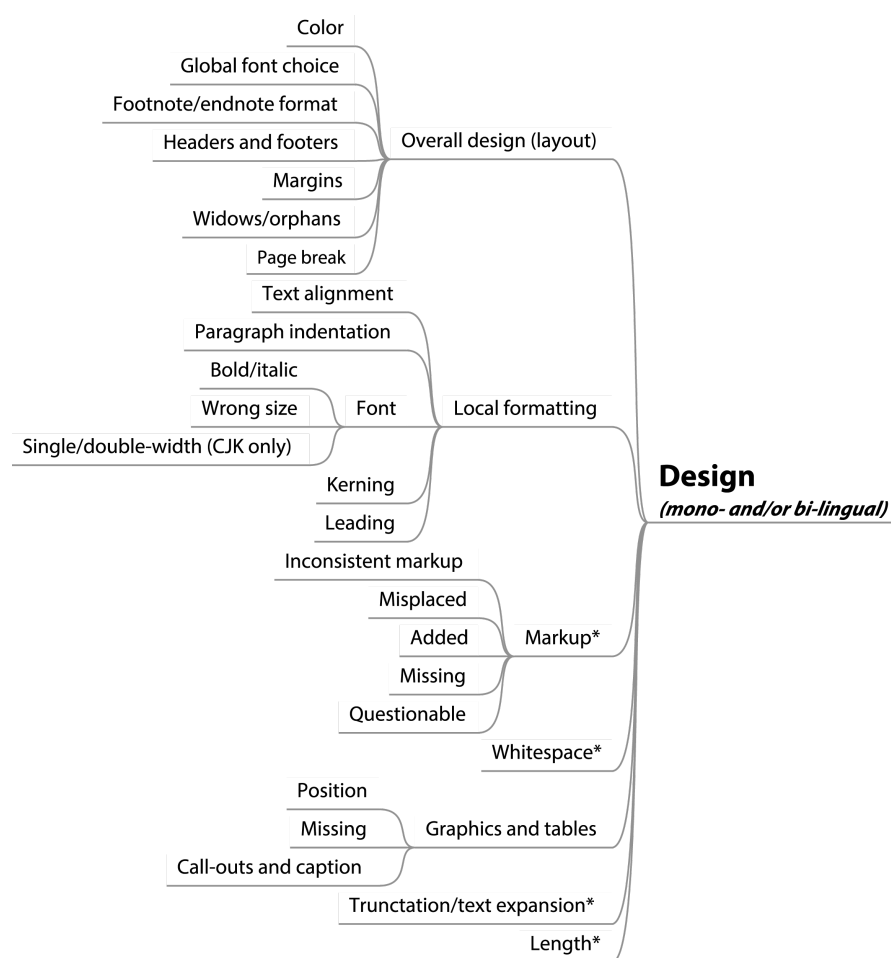 Color
Global font choice
Footnote/endnote format
Headers and footers
Overall design (layout)
Margins
Widows/orphans
Page break
Text alignment
Paragraph indentation
Bold/italic
Wrong size
Font
Local formatting
Single/double-width (CJK only)
Design
(mono- and/or bi-lingual)
Kerning
Leading
Inconsistent markup
Misplaced
Added
Markup*
Missing
Questionable
Whitespace*
Position
Missing
Graphics and tables
Call-outs and caption
Trunctation/text expansion*
Length*